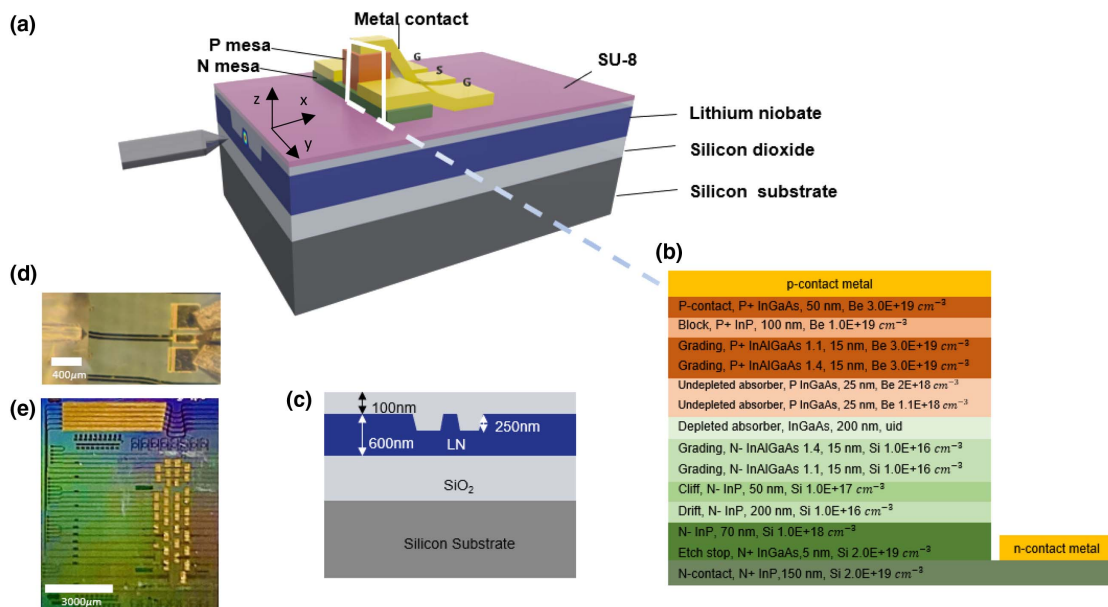 (a)
Metal contact
P mesa
N mesa
G
S
G
SU-8
z
x
y
Lithium niobate
Silicon dioxide
Silicon substrate
(b)
p-contact metal
P-contact, P+ InGaAs, 50 nm, Be 3.0E+19 cm⁻³
Block, P+ InP, 100 nm, Be 1.0E+19 cm⁻³
Grading, P+ InAlGaAs 1.1, 15 nm, Be 3.0E+19 cm⁻³
Grading, P+ InAlGaAs 1.4, 15 nm, Be 3.0E+19 cm⁻³
Undepleted absorber, P InGaAs, 25 nm, Be 2E+18 cm⁻³
Undepleted absorber, P InGaAs, 25 nm, Be 1.1E+18 cm⁻³
Depleted absorber, InGaAs, 200 nm, uid
Grading, N- InAlGaAs 1.4, 15 nm, Si 1.0E+16 cm⁻³
Grading, N- InAlGaAs 1.1, 15 nm, Si 1.0E+16 cm⁻³
Cliff, N- InP, 50 nm, Si 1.0E+17 cm⁻³
Drift, N- InP, 200 nm, Si 1.0E+16 cm⁻³
N- InP, 70 nm, Si 1.0E+18 cm⁻³
Etch stop, N+ InGaAs,5 nm, Si 2.0E+19 cm⁻³
N-contact, N+ InP,150 nm, Si 2.0E+19 cm⁻³
n-contact metal
(d)
400μm
(e)
3000μm
(c)
100nm
600nm
250nm
LN
SiO₂
Silicon Substrate